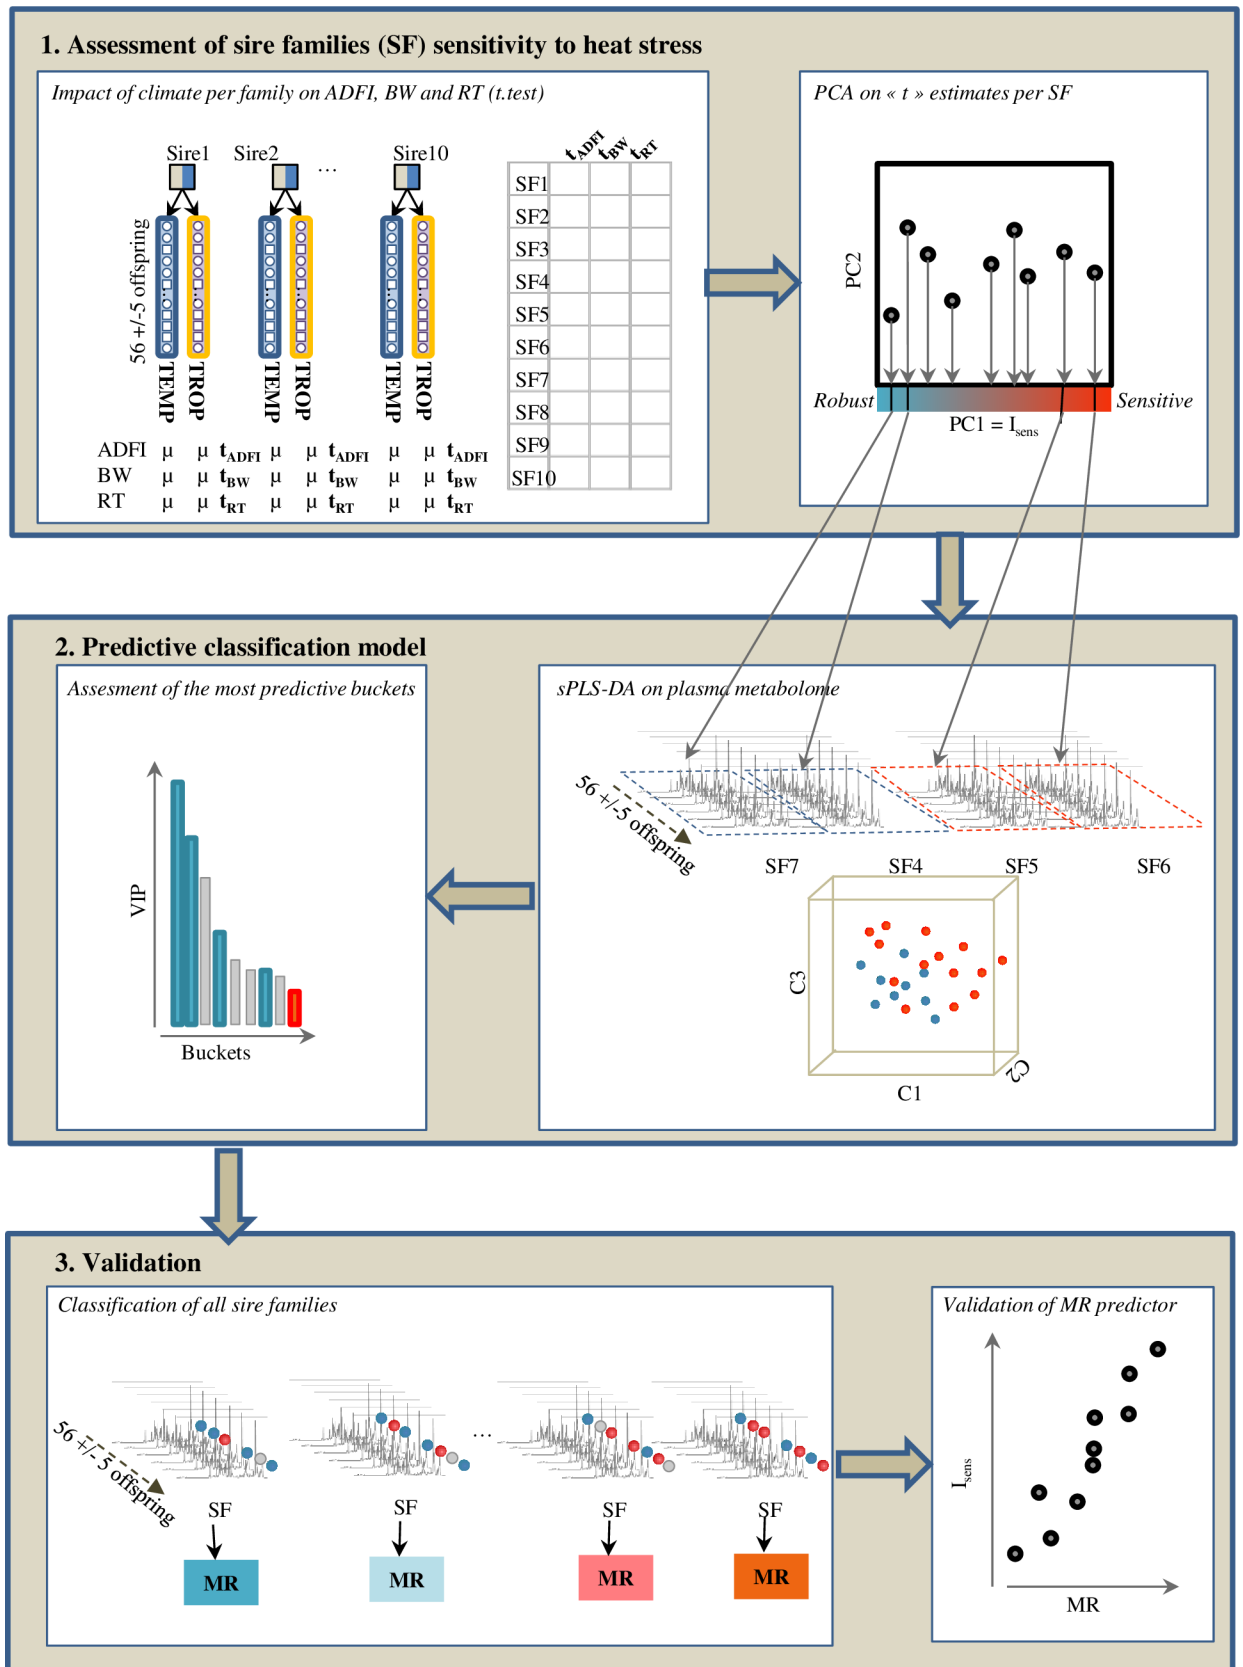 1. Assessment of sire families (SF) sensitivity to heat stress
Impact of climate per family on ADFI, BW and RT (t.test)
Sire1
Sire2
...
Sire10
56 +/-5 offspring
TEMP
TROP
TEMP
TROP
TEMP
TROP
ADFI μ μ tADFI μ μ tADFI μ μ tADFI
BW μ μ tBW μ μ tBW μ μ tBW
RT μ μ tRT μ μ tRT μ μ tRT
tADFI
tBW
tRT
SF1
SF2
SF3
SF4
SF5
SF6
SF7
SF8
SF9
SF10
PCA on « t » estimates per SF
PC2
Robust
Sensitive
PC1 = Isens
2. Predictive classification model
Assesment of the most predictive buckets
VIP
Buckets
sPLS-DA on plasma metabolome
56 +/-5 offspring
SF7
SF4
SF5
SF6
C3
C2
C1
3. Validation
Classification of all sire families
56 +/-5 offspring
...
SF
SF
SF
SF
MR
MR
MR
MR
Validation of MR predictor
Isens
MR